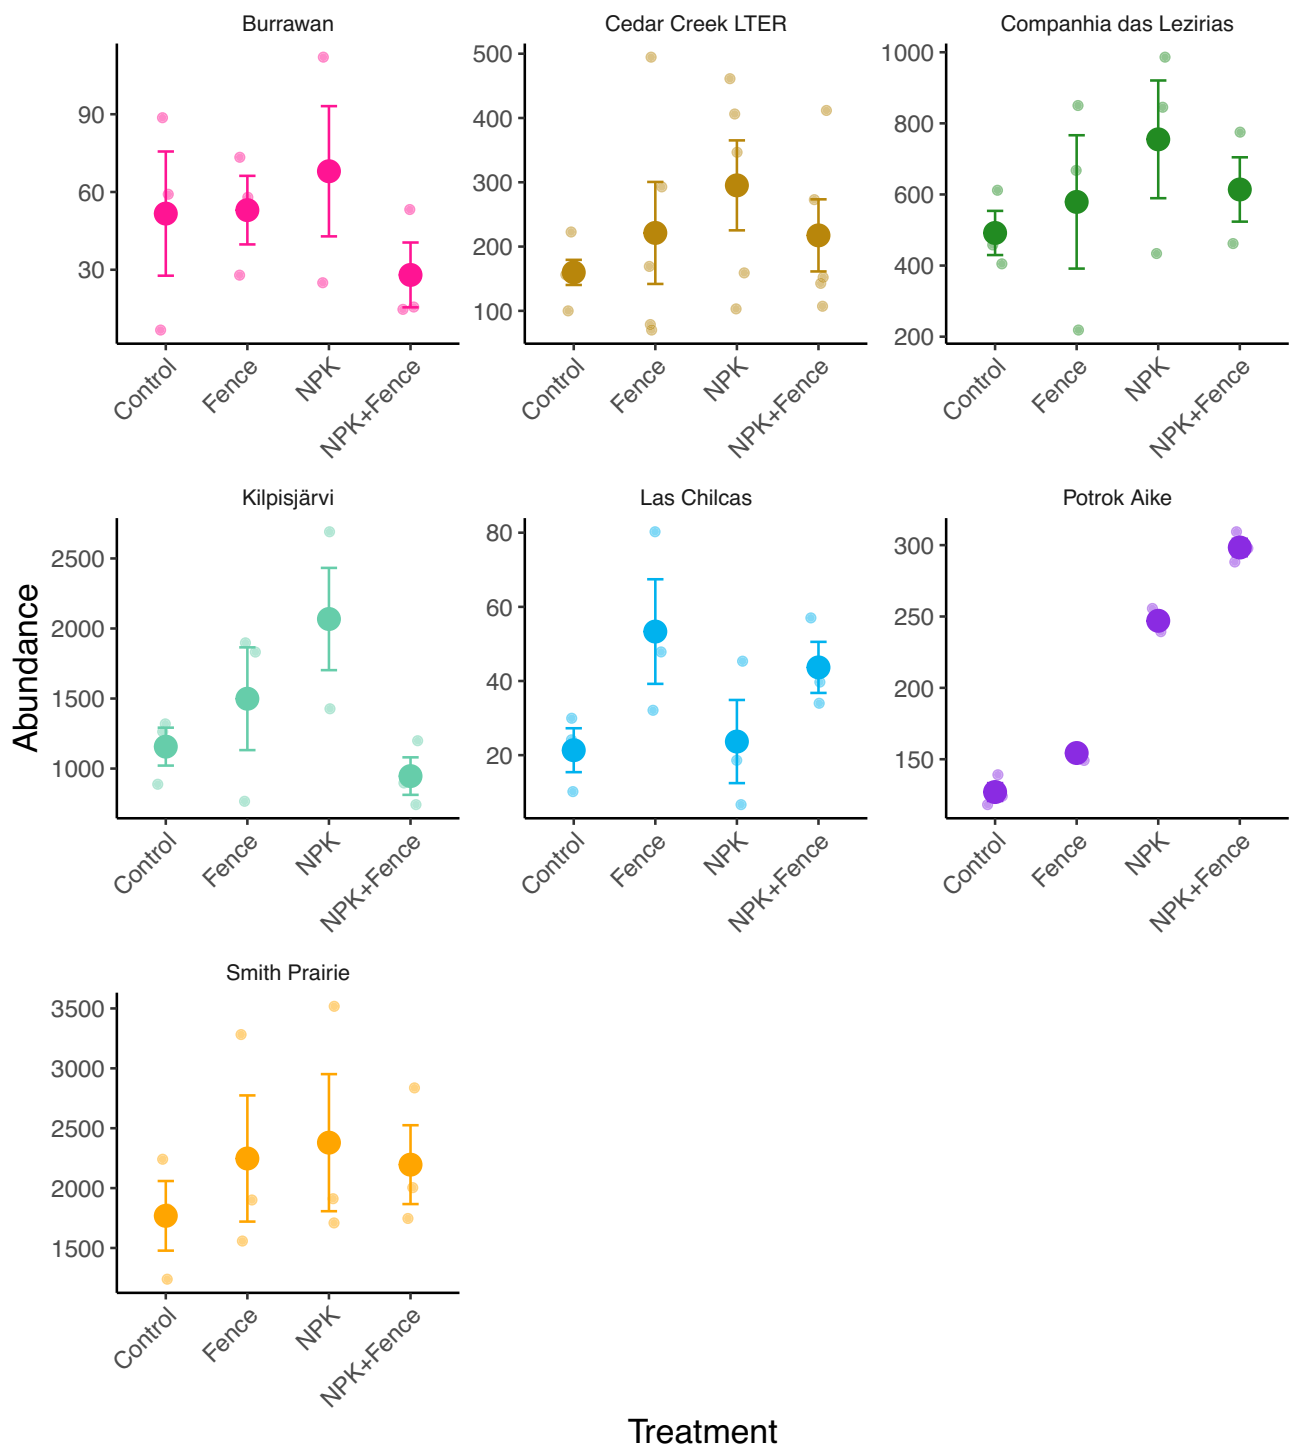 Burrawan
Cedar Creek LTER
Companhia das Lezirias
90
60
30
Control
Fence
NPK
NPK+Fence
500
400
300
200
100
Control
Fence
NPK
NPK+Fence
1000
800
600
400
200
Control
Fence
NPK
NPK+Fence
Abundance
Kilpisjärvi
Las Chilcas
Potrok Aike
2500
2000
1500
1000
Control
Fence
NPK
NPK+Fence
80
60
40
20
Control
Fence
NPK
NPK+Fence
300
250
200
150
Control
Fence
NPK
NPK+Fence
Smith Prairie
3500
3000
2500
2000
1500
Control
Fence
NPK
NPK+Fence
Treatment